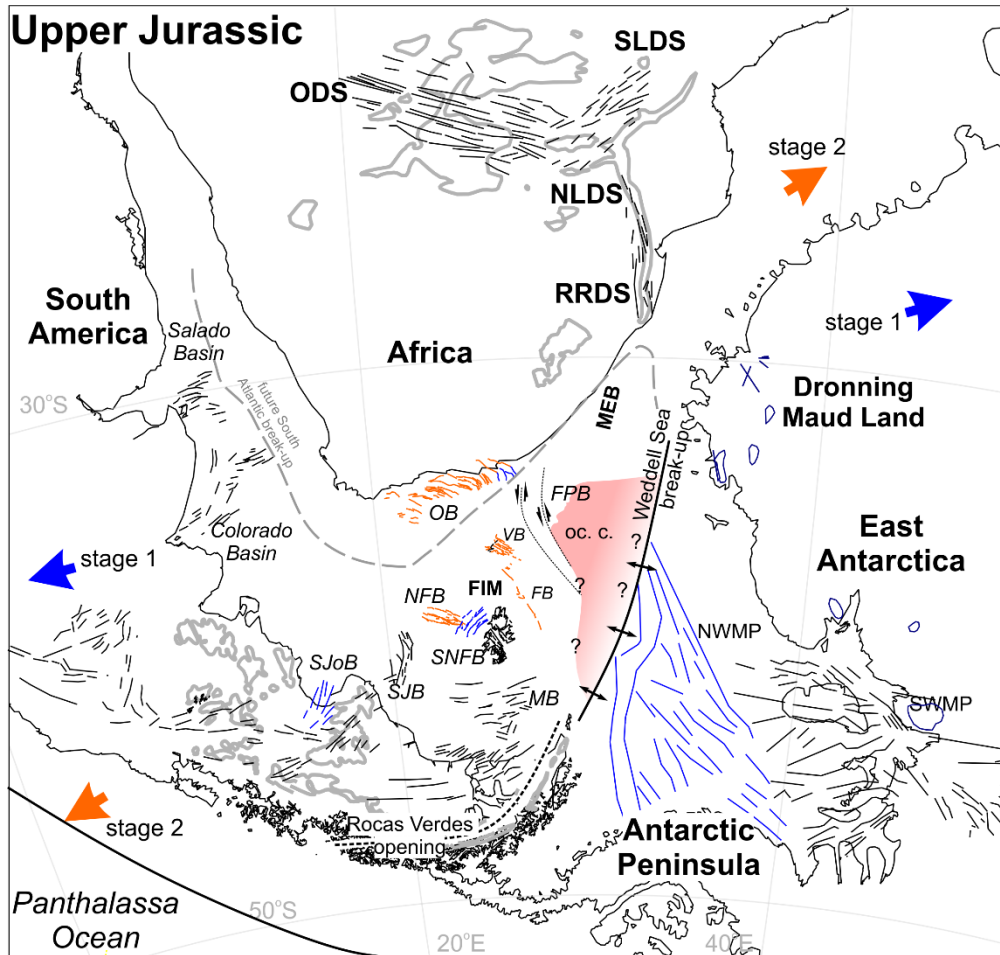 Upper Jurassic
SLDS
ODS
stage 2
NLDS
RRDS
South
America
Salado
Basin
Africa
stage 1
30°S
future South
Atlantic break-up
MEB
Dronning
Maud Land
Weddell Sea
break-up
OB
FPB
oc. c.
Colorado
Basin
VB
?
East
Antarctica
stage 1
NFB
FIM
FB
?
?
NWMP
SNFB
?
SJoB
SJB
MB
SWMP
stage 2
Rocas Verdes
opening
Antarctic
Peninsula
Panthalassa
Ocean
50°S
20°E
40°E